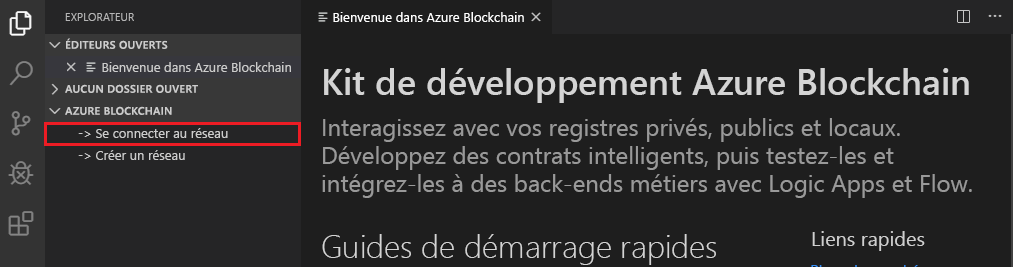 EXPLORATEUR
ÉDITEURS OUVERTS
Bienvenue dans Azure Blockchain
AUCUN DOSSIER OUVERT
AZURE BLOCKCHAIN
-> Se connecter au réseau
-> Créer un réseau
Bienvenue dans Azure Blockchain
Kit de développement Azure Blockchain
Interagissez avec vos registres privés, publics et locaux.
Développez des contrats intelligents, puis testez-les et
intégrez-les à des back-ends métiers avec Logic Apps et Flow.
Guides de démarrage rapides
Liens rapides